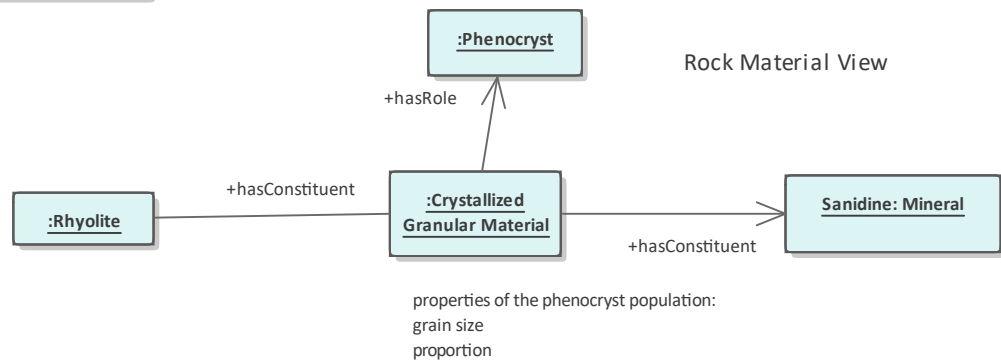 :Phenocryst
Rock Material View
+hasRole
+hasConstituent
:Crystallized
Granular Material
Sanidine: Mineral
:Rhyolite
+hasConstituent
properties of the phenocryst population:
grain size
proportion